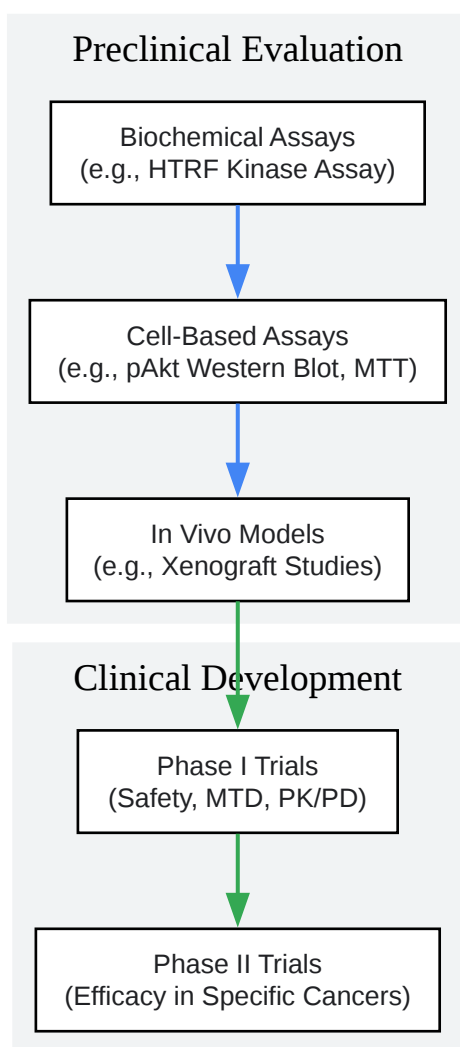 Preclinical Evaluation
Biochemical Assays
(e.g., HTRF Kinase Assay)
Cell-Based Assays
(e.g., pAkt Western Blot, MTT)
In Vivo Models
(e.g., Xenograft Studies)
Clinical Development
Phase I Trials
(Safety, MTD, PK/PD)
Phase II Trials
(Efficacy in Specific Cancers)